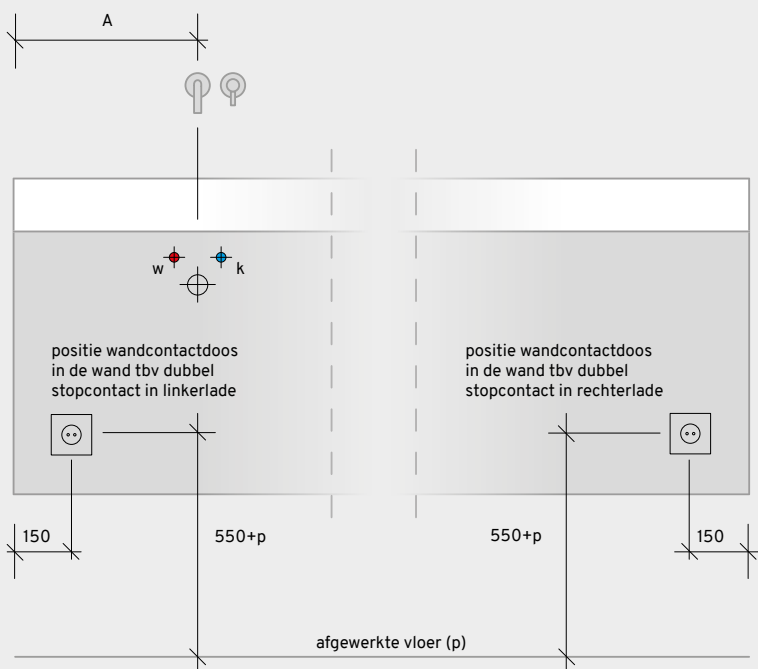 A
w
k
positie wandcontactdoos
in de wand tbv dubbel
stopcontact in linkerlade
positie wandcontactdoos
in de wand tbv dubbel
stopcontact in rechterlade
150
550+p
550+p
150
afgewerkte vloer (p)